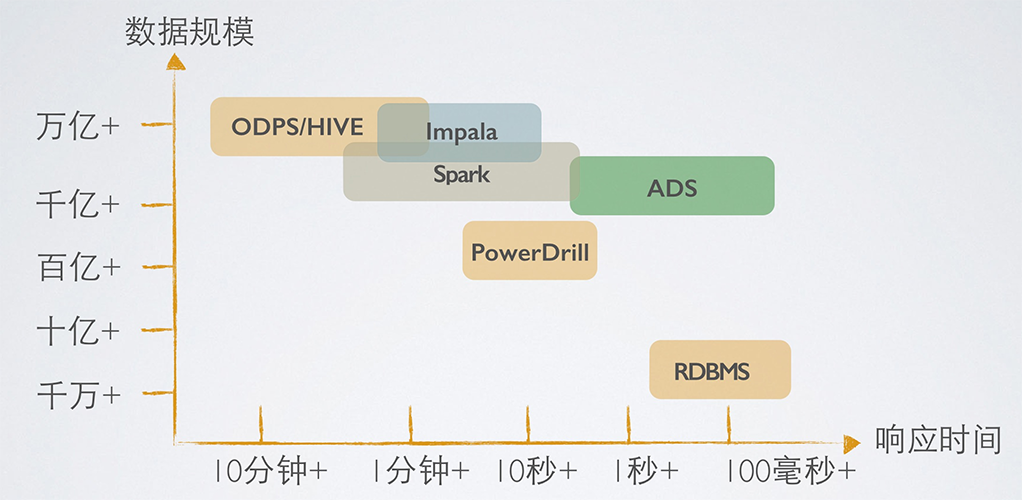 数据规模
万亿+
ODPS/HIVE
Impala
Spark
千亿+
ADS
百亿+
PowerDrill
十亿+
千万+
RDBMS
响应时间
10分钟+
1分钟+
10秒+
1秒+
100毫秒+